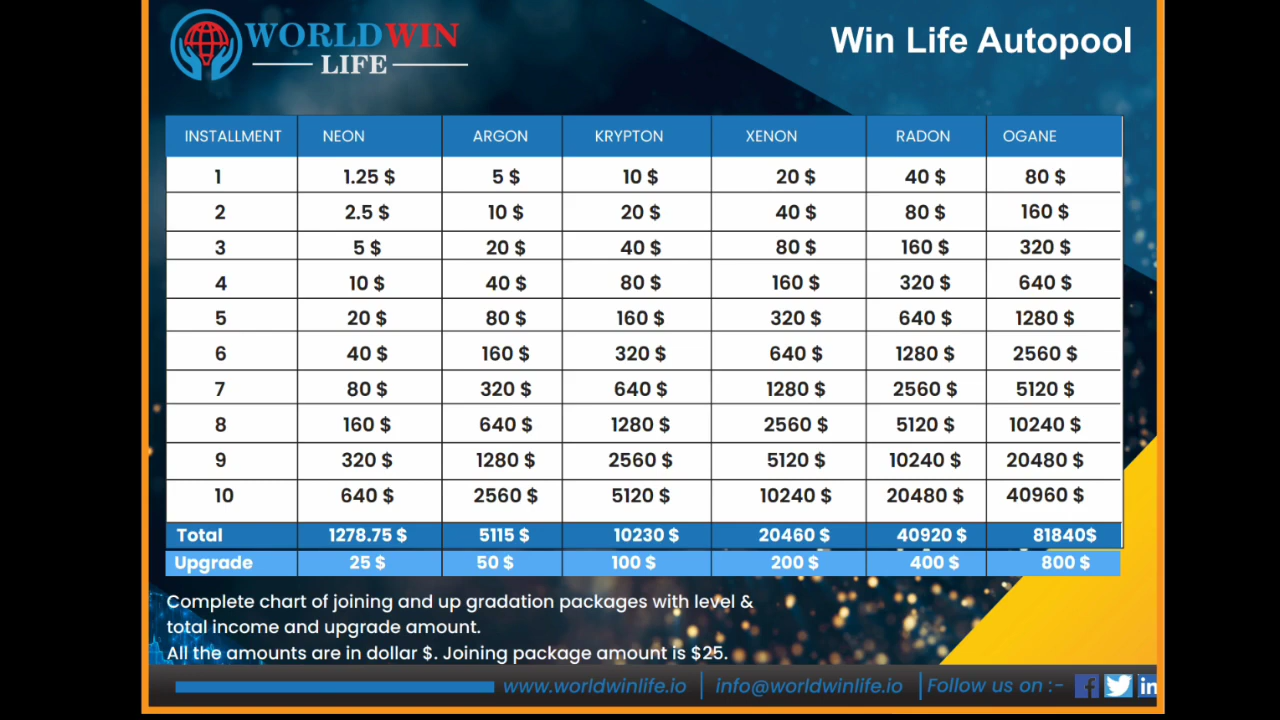 WORLDWIN
LIFE
Win Life Autopool
INSTALLMENT NEON ARGON KRYPTON XENON RADON OGANE
1 1.25 $ 5 $ 10 $ 20 $ 40 $ 80 $
2 2.5 $ 10 $ 20 $ 40 $ 80 $ 160 $
3 5 $ 20 $ 40 $ 80 $ 160 $ 320 $
4 10 $ 40 $ 80 $ 160 $ 320 $ 640 $
5 20 $ 80 $ 160 $ 320 $ 640 $ 1280 $
6 40 $ 160 $ 320 $ 640 $ 1280 $ 2560 $
7 80 $ 320 $ 640 $ 1280 $ 2560 $ 5120 $
8 160 $ 640 $ 1280 $ 2560 $ 5120 $ 10240 $
9 320 $ 1280 $ 2560 $ 5120 $ 10240 $ 20480 $
10 640 $ 2560 $ 5120 $ 10240 $ 20480 $ 40960 $
Total 1278.75 $ 5115 $ 10230 $ 20460 $ 40920 $ 81840$
Upgrade 25 $ 50 $ 100 $ 200 $ 400 $ 800 $
Complete chart of joining and up gradation packages with level &
total income and upgrade amount.
All the amounts are in dollar $. Joining package amount is $25.
www.worldwinlife.io info@worldwinlife.io Follow us on :- f in